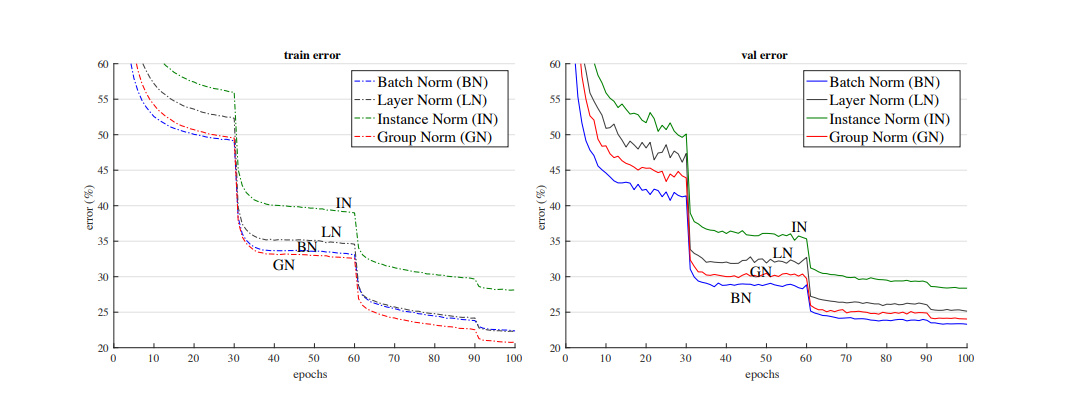 train error
60
55
50
45
40
35
30
25
20
error (%)
0 10 20 30 40 50 60 70 80 90 100
epochs
Batch Norm (BN)
Layer Norm (LN)
Instance Norm (IN)
Group Norm (GN)
IN
LN
BN
GN
val error
60
55
50
45
40
35
30
25
20
error (%)
0 10 20 30 40 50 60 70 80 90 100
epochs
Batch Norm (BN)
Layer Norm (LN)
Instance Norm (IN)
Group Norm (GN)
IN
LN
GN
BN